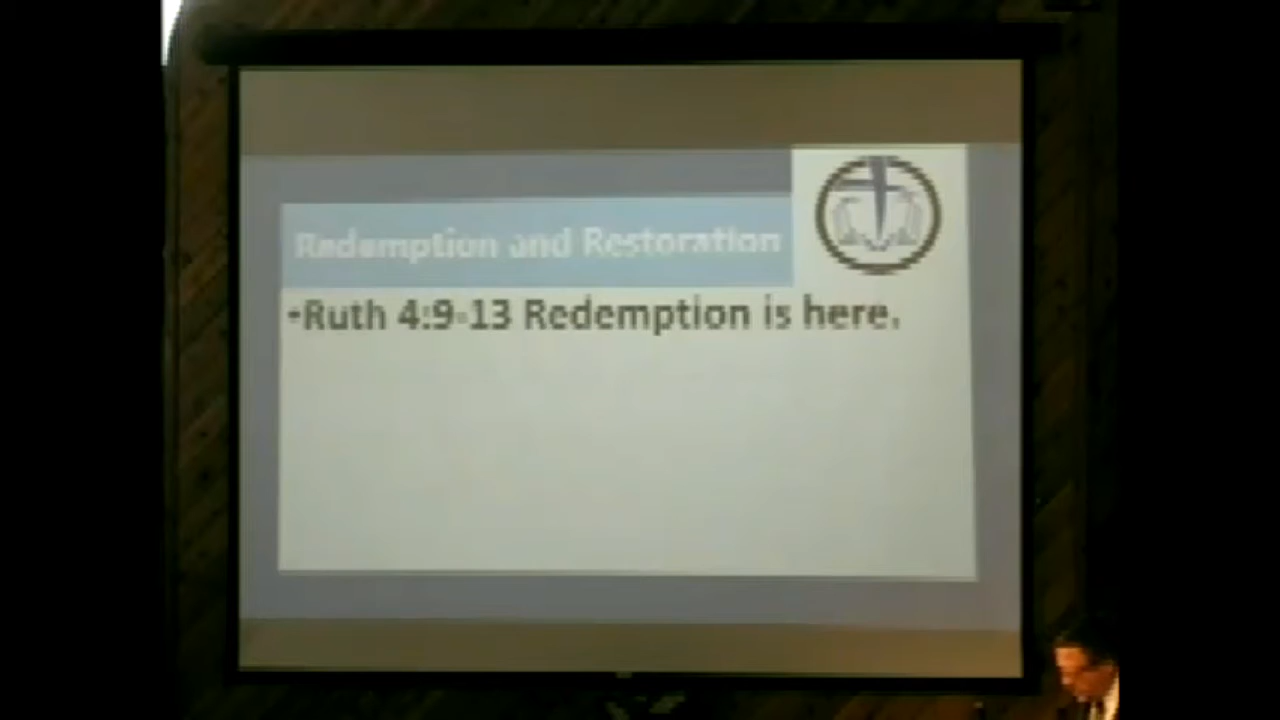 Redemption and Restoration
•Ruth 4:9-13 Redemption is here.